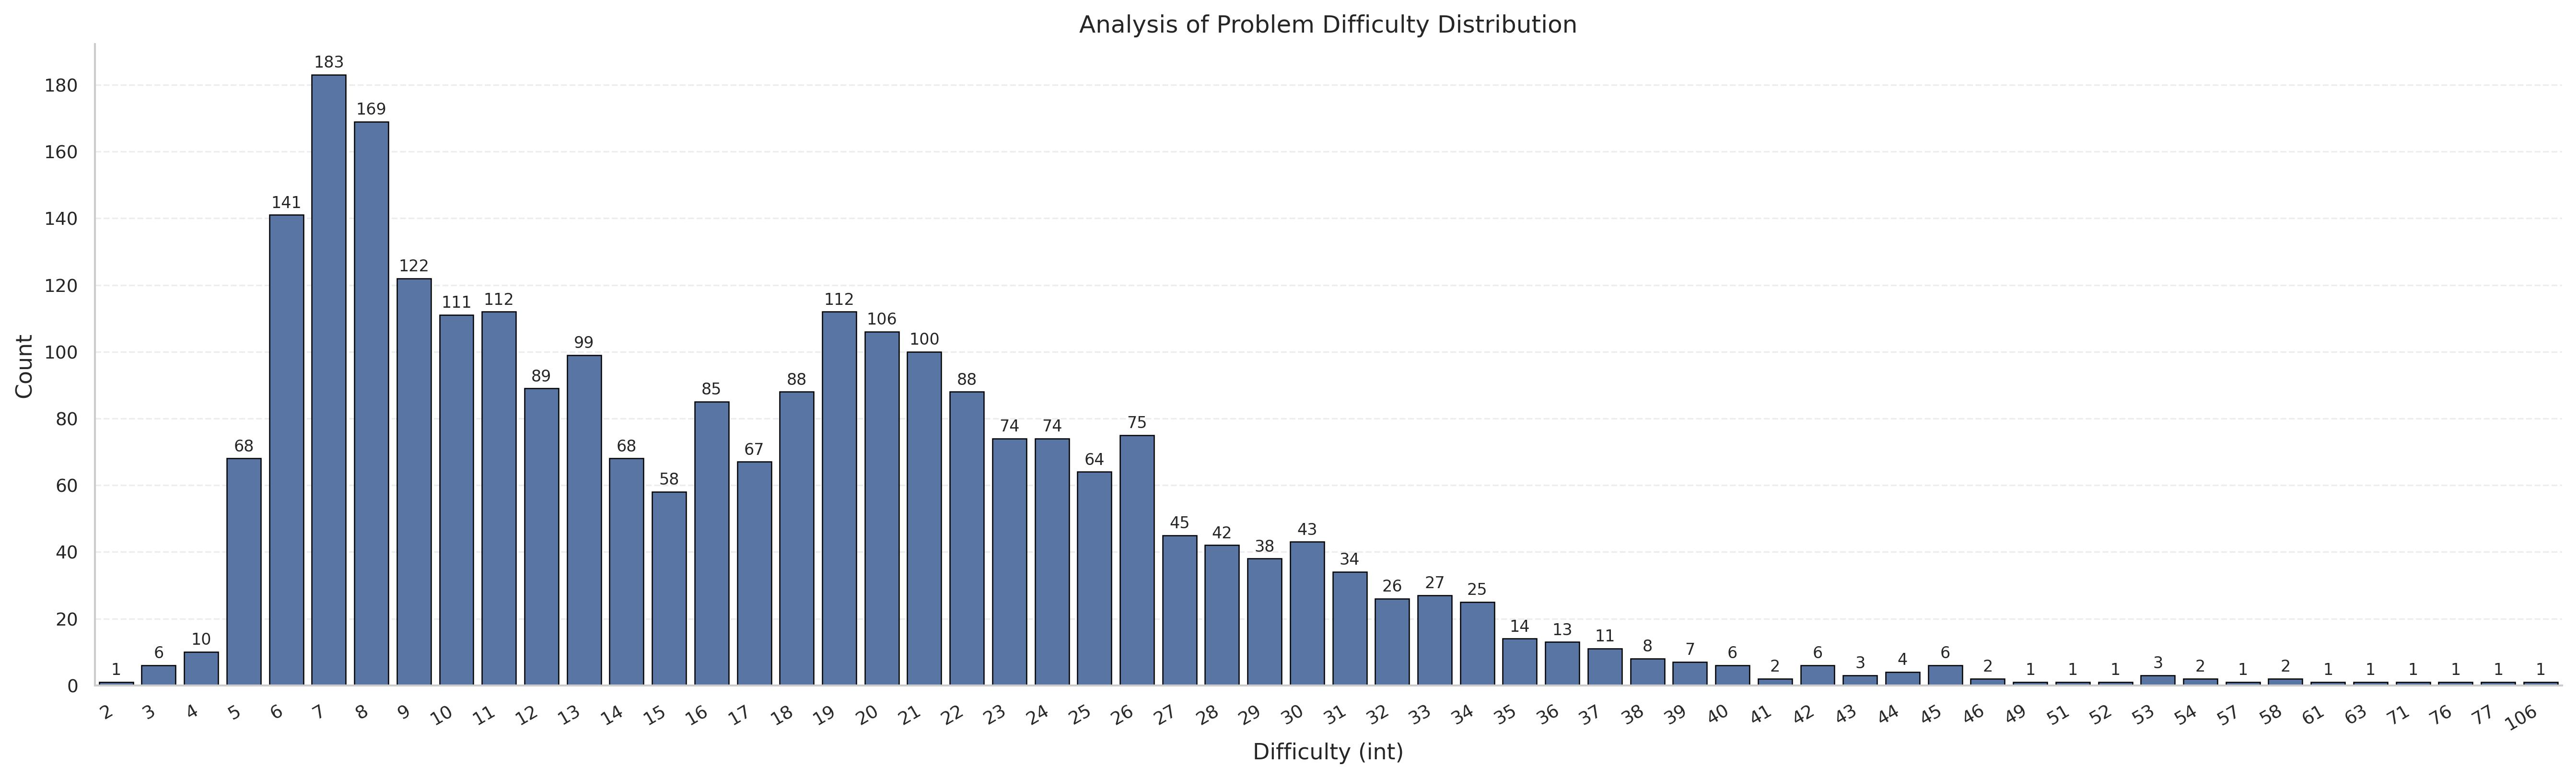 Analysis of Problem Difficulty Distribution
Count
180
160
140
120
100
80
60
40
20
0
1 6 10 68 141 183 169 122 111 112 89 99 68 58 85 67 88 112 106 100 88 74 74 64 75 45 42 38 43 34 26 27 25 14 13 11 8 7 6 2 6 3 4 6 2 1 1 1 3 2 1 2 1 1 1 1 1 1
2 3 4 5 6 7 8 9 10 11 12 13 14 15 16 17 18 19 20 21 22 23 24 25 26 27 28 29 30 31 32 33 34 35 36 37 38 39 40 41 42 43 44 45 46 49 51 52 53 54 57 58 61 63 71 76 77 106
Difficulty (int)